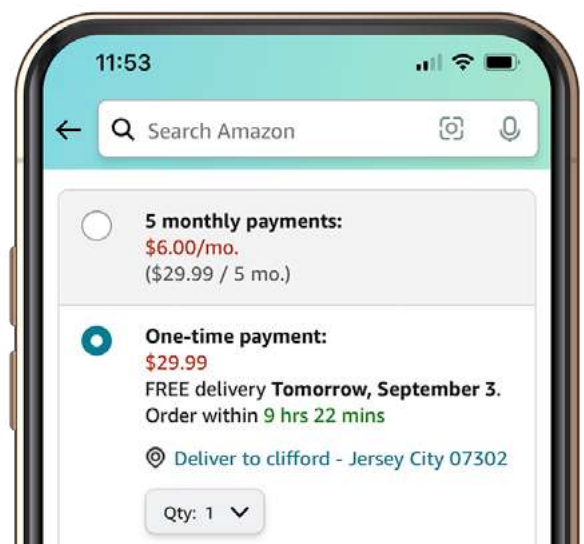 11:53
Search Amazon
5 monthly payments:
$6.00/mo.
($29.99 / 5 mo.)
One-time payment:
$29.99
FREE delivery Tomorrow, September 3.
Order within 9 hrs 22 mins
Deliver to clifford - Jersey City 07302
Qty: 1